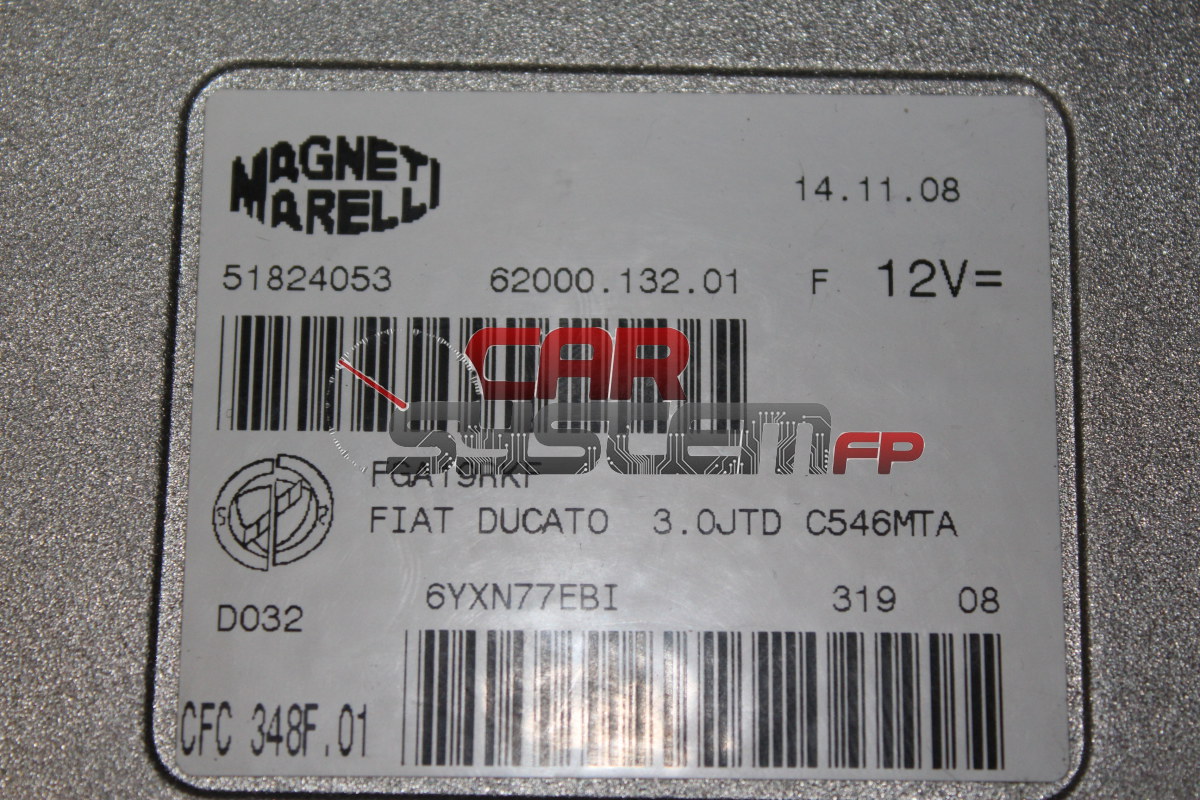 MAGNETI
MARELLI
14.11.08
51824053 62000.132.01 F 12V=
CAR
SYSTEM FP
FIAT DUCATO 3.0JTD C546MTA
6YXN77EBI 319 08
D032
CFC 348F.01